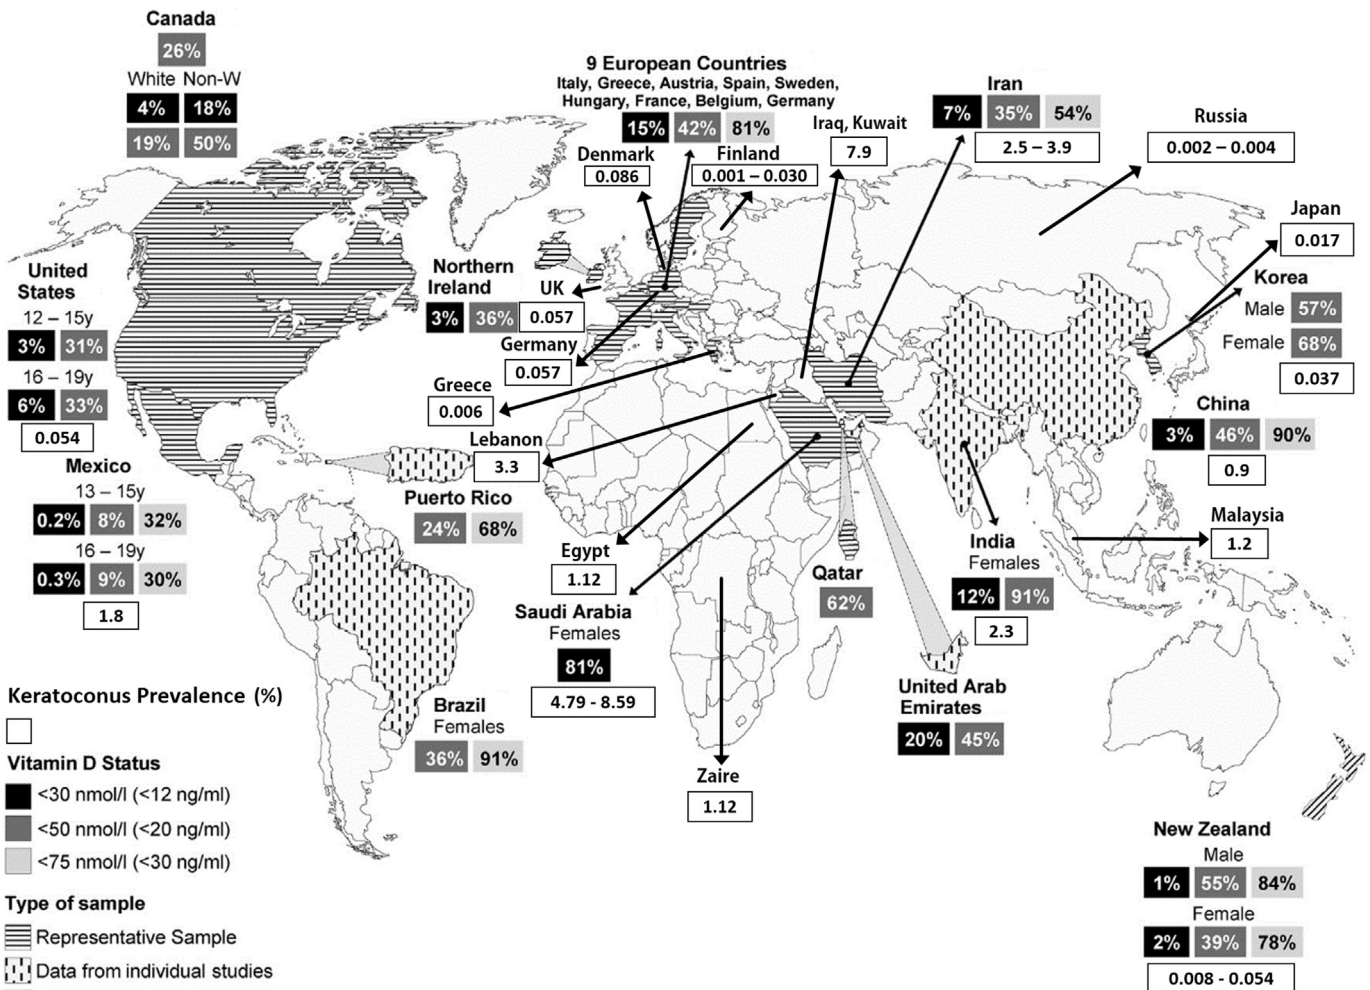 Canada
26%
White Non-W
4% 18%
19% 50%
9 European Countries
Italy, Greece, Austria, Spain, Sweden,
Hungary, France, Belgium, Germany
15% 42% 81%
Denmark
0.086
Finland
0.001 – 0.030
Iraq, Kuwait
7.9
Iran
7% 35% 54%
2.5 – 3.9
Russia
0.002 – 0.004
Japan
0.017
Korea
Male 57%
Female 68%
0.037
United
States
12 – 15y
3% 31%
16 – 19y
6% 33%
0.054
Northern
Ireland
3% 36%
UK
0.057
Germany
0.057
Greece
0.006
Lebanon
3.3
China
3% 46% 90%
0.9
Mexico
13 – 15y
0.2% 8% 32%
16 – 19y
0.3% 9% 30%
1.8
Puerto Rico
24% 68%
Egypt
1.12
Saudi Arabia
Females
81%
4.79 - 8.59
Qatar
62%
India
Females
12% 91%
2.3
Malaysia
1.2
United Arab
Emirates
20% 45%
Brazil
Females
36% 91%
Zaire
1.12
New Zealand
Male
1% 55% 84%
Female
2% 39% 78%
0.008 - 0.054
Keratoconus Prevalence (%)
Vitamin D Status
<30 nmol/l (<12 ng/ml)
<50 nmol/l (<20 ng/ml)
<75 nmol/l (<30 ng/ml)
Type of sample
Representative Sample
Data from individual studies